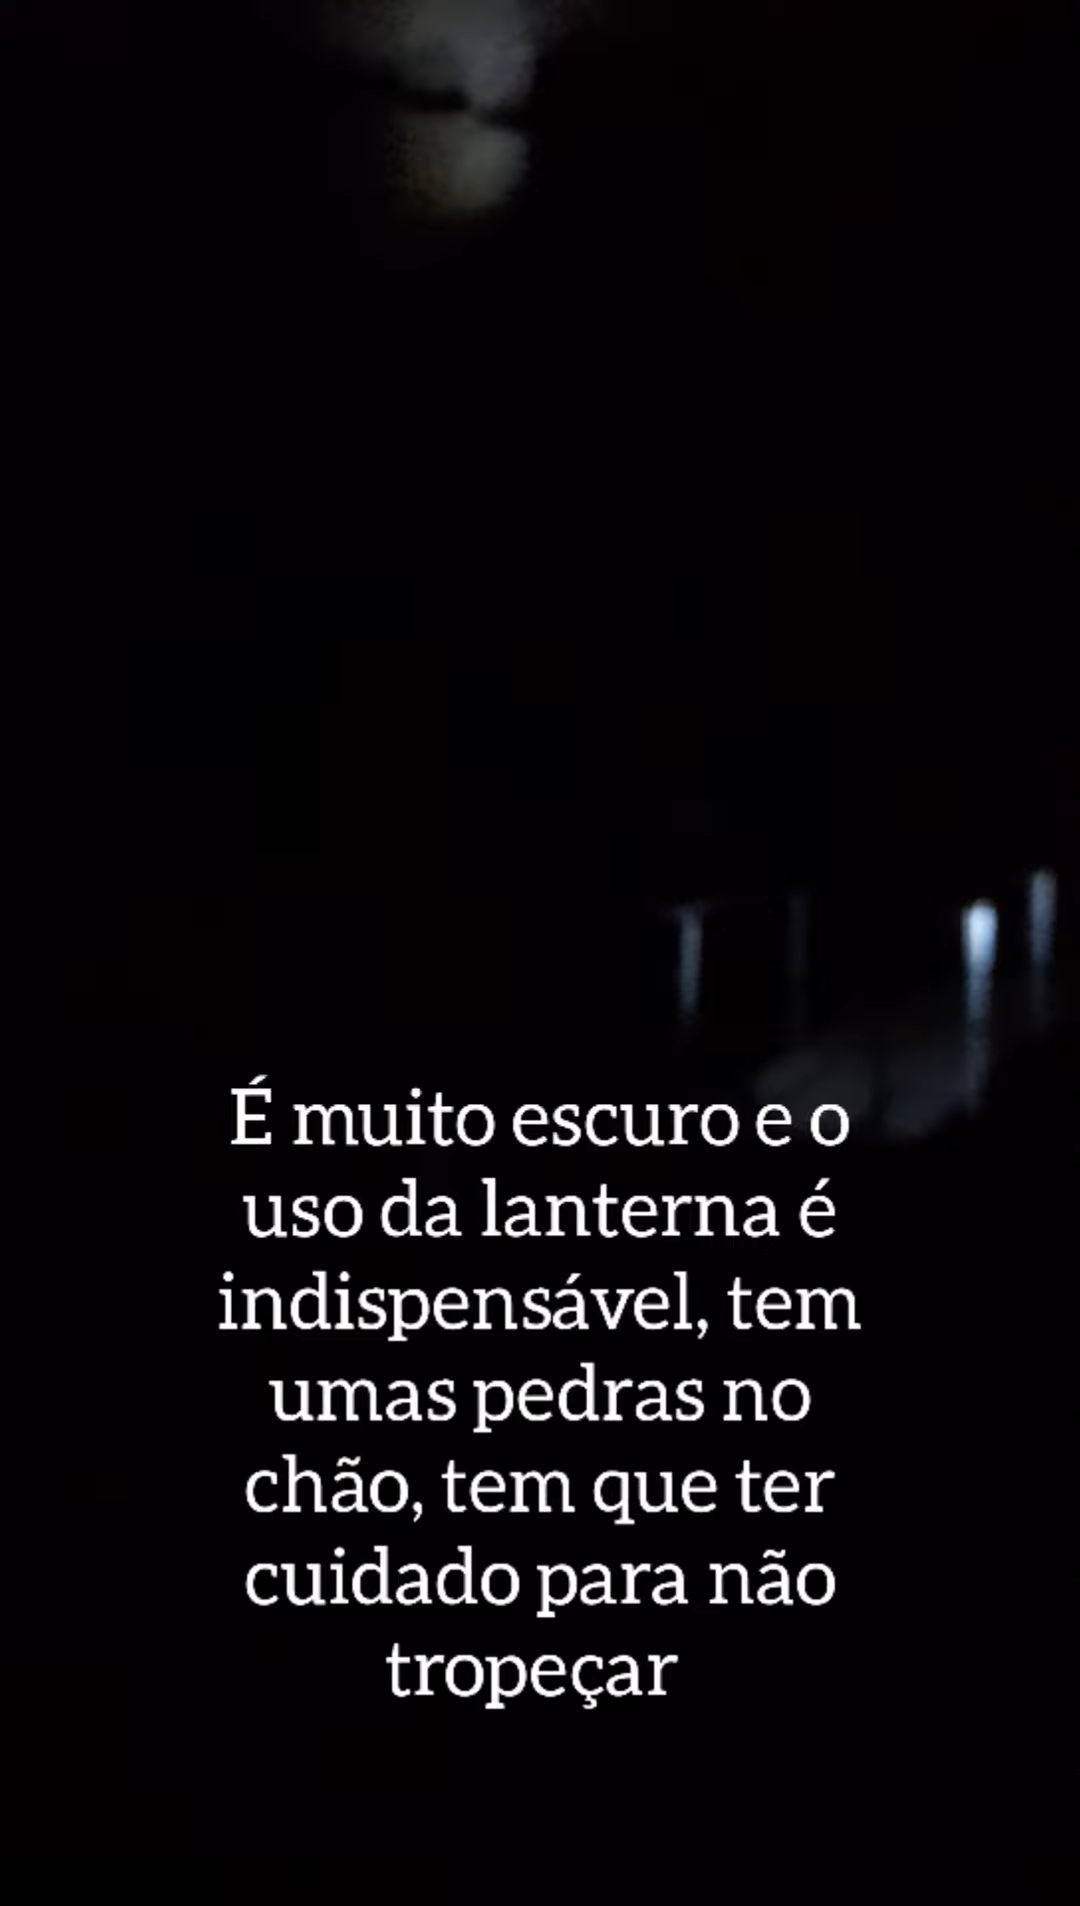 É muito escuro e o
uso da lanterna é
indispensável, tem
umas pedras no
chão, tem que ter
cuidado para não
tropeçar